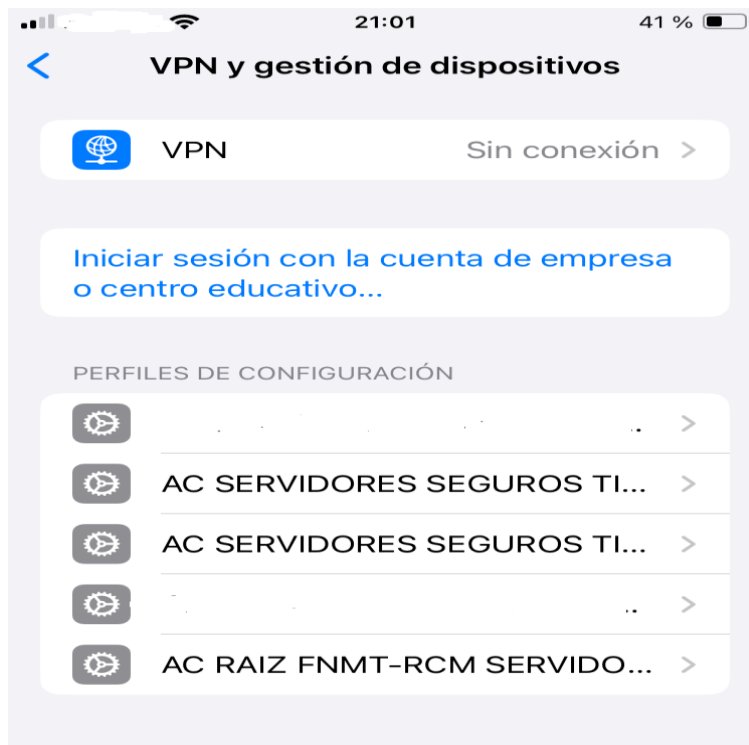 21:01
41 %
VPN y gestión de dispositivos
VPN
Sin conexión
Iniciar sesión con la cuenta de empresa
o centro educativo...
PERFILES DE CONFIGURACIÓN
AC SERVIDORES SEGUROS TI...
AC SERVIDORES SEGUROS TI...
AC RAIZ FNMT-RCM SERVIDO...